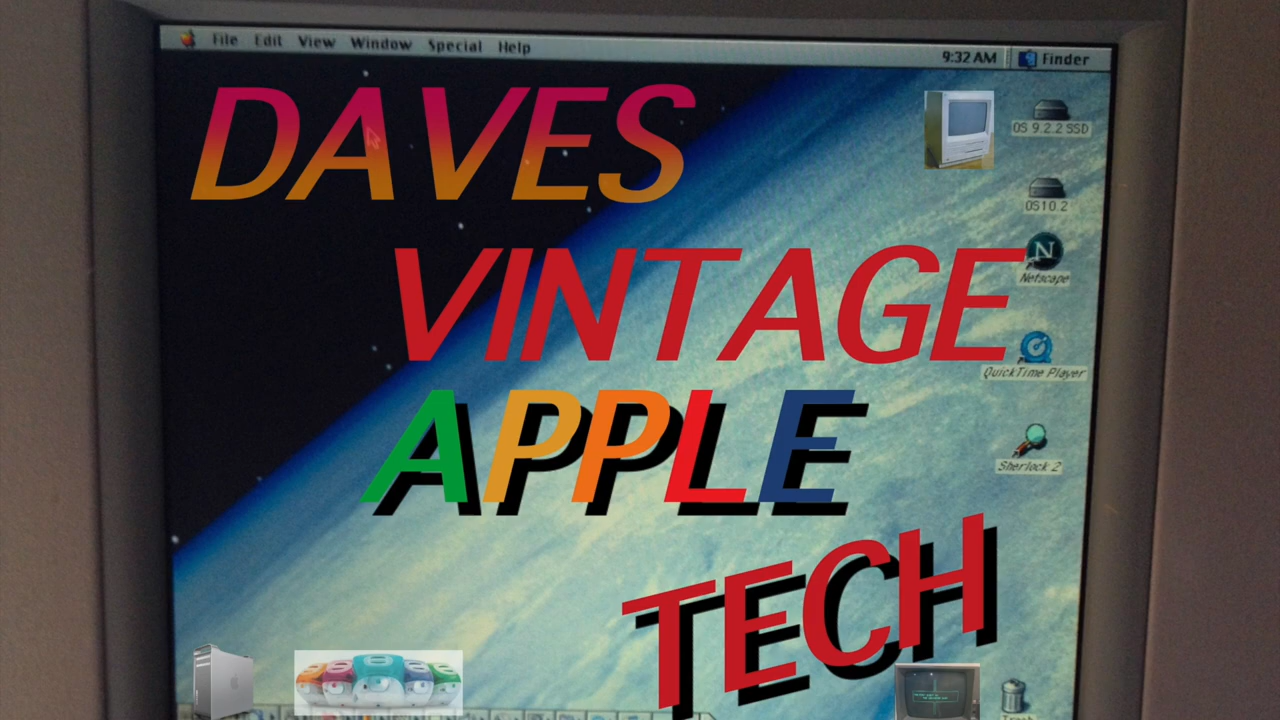 File Edit View Window Special Help
9:32 AM Finder
DAVES
OS 9.2.2 SSD
OS10.2
VINTAGE
N
Netscape
QuickTime Player
APPLE
Sherlock 2
TECH
Trash